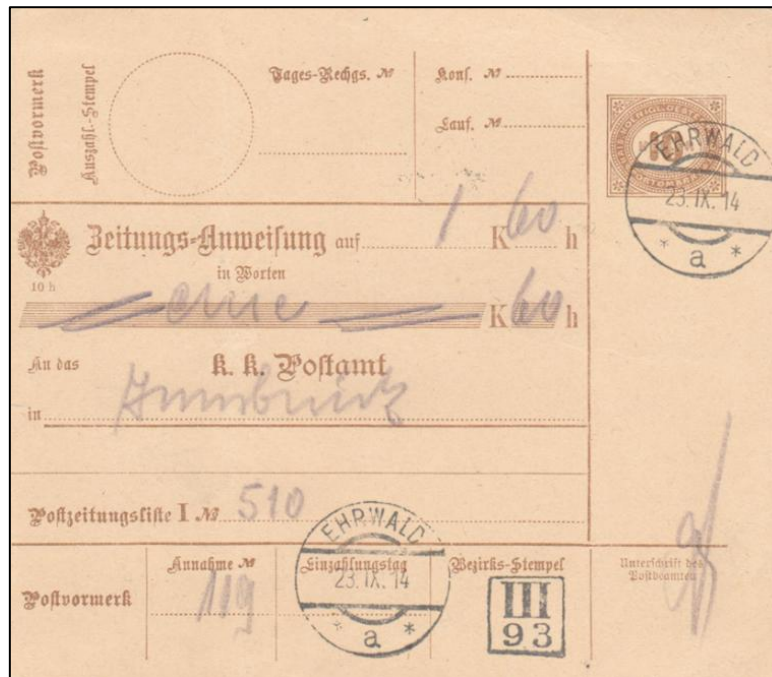 Postvormerk
Auszahl.-Stempel
Tages-Rechgs. №
Kons. №
Lauf. №
EHRWALD
23.IX.14
* a *
Zeitungs-Anweisung auf 1 K 60 h
in Worten
10 h
eine K 60 h
An das k. k. Postamt
in Innsbruck
Postzeitungsliste I № 510
EHRWALD
23.IX.14
* a *
Postvormerk
Annahme №
119
Einzahlungstag
Bezirks-Stempel
III
93
Unterschrift des
Postbeamten